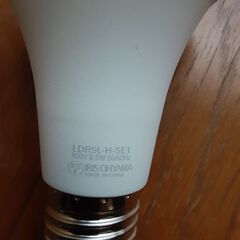 LDR9L-H-SE1
100V 8.5W 50/60Hz
IRIS OHYAMA
MADE IN CHINA